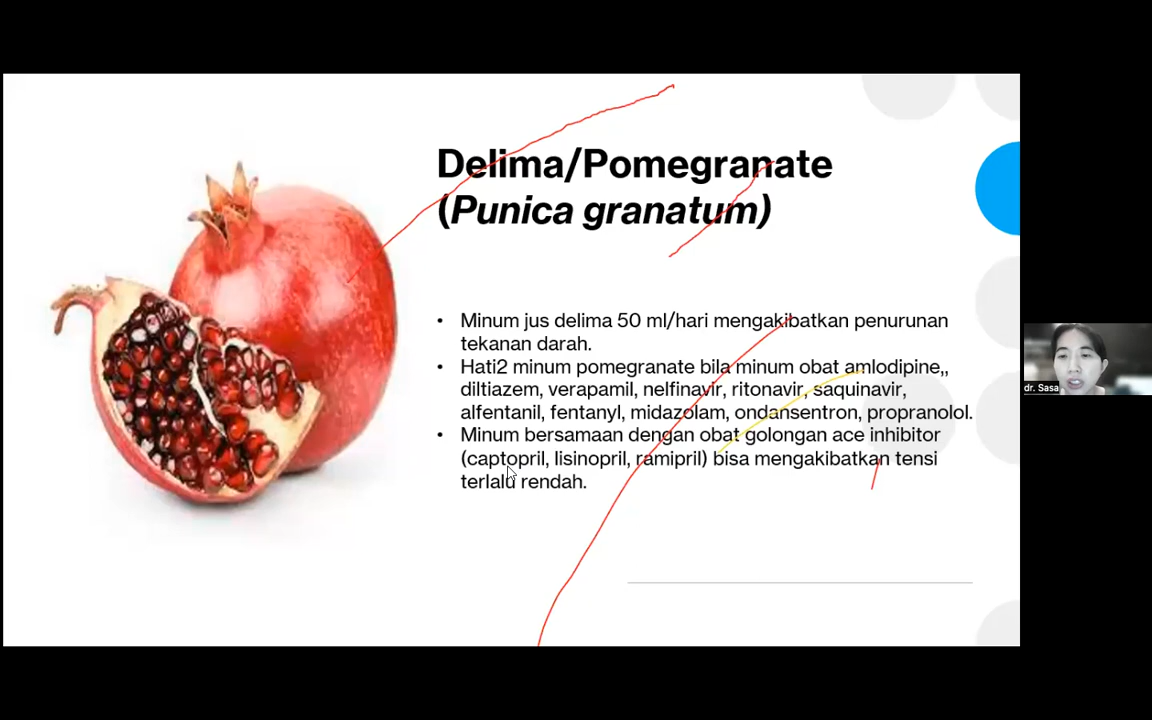 Delima/Pomegranate
(Punica granatum)
• Minum jus delima 50 ml/hari mengakibatkan penurunan
tekanan darah.
• Hati2 minum pomegranate bila minum obat amlodipine,,
diltiazem, verapamil, nelfinavir, ritonavir, saquinavir,
alfentanil, fentanyl, midazolam, ondansentron, propranolol.
• Minum bersamaan dengan obat golongan ace inhibitor
(captopril, lisinopril, ramipril) bisa mengakibatkan tensi
terlalu rendah.
dr. Sasa